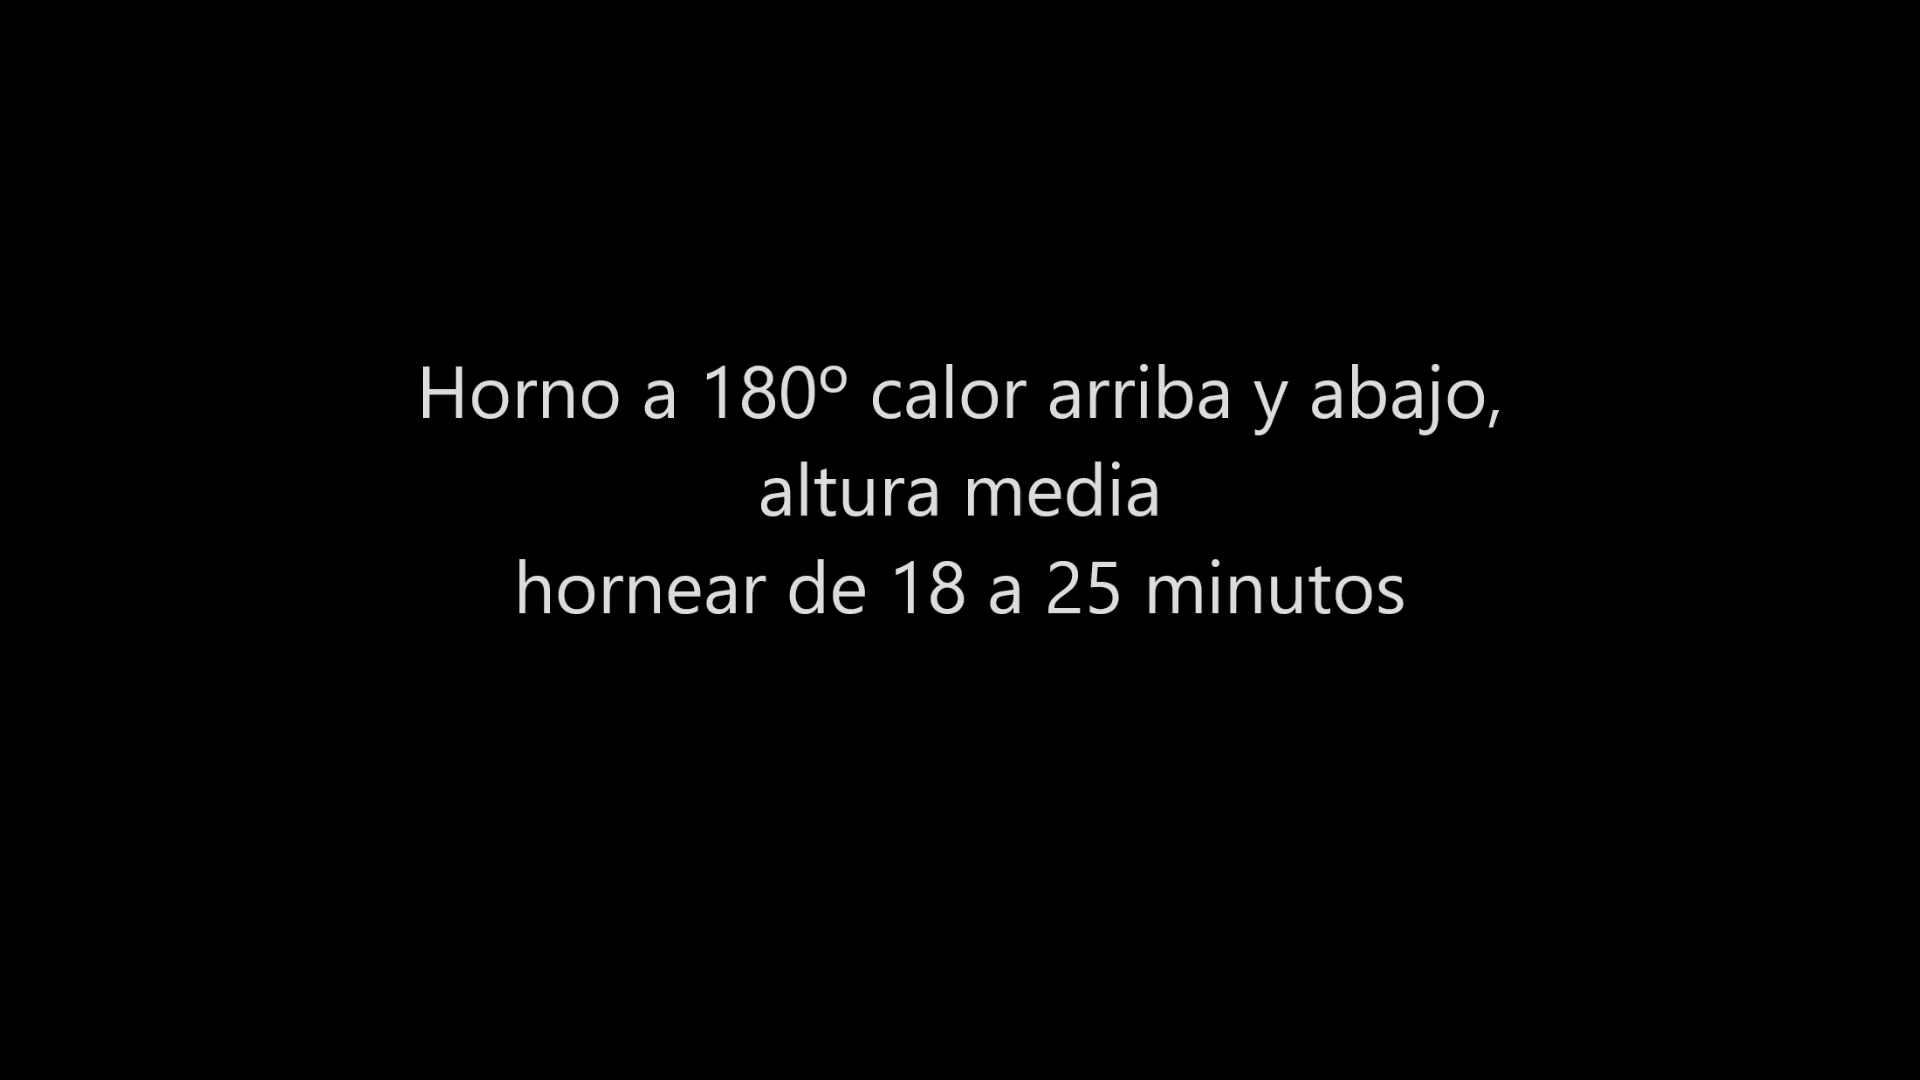 Horno a 180º calor arriba y abajo,
altura media
hornear de 18 a 25 minutos